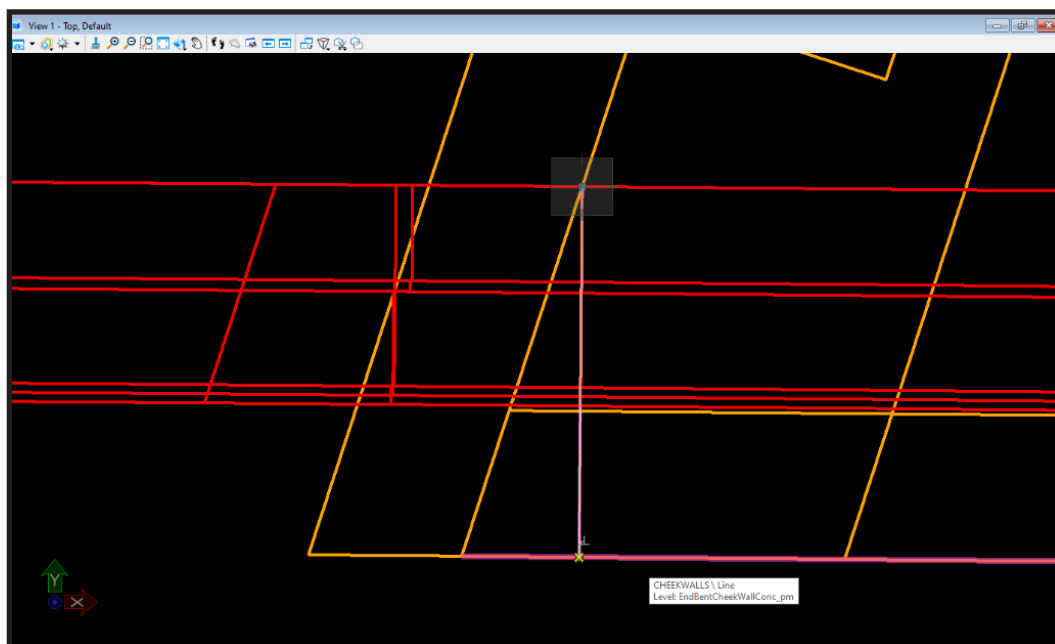 View 1 - Top, Default
CHEEKWALLS \ Line
Level: EndBentCheekWallConc_pm
Y
X